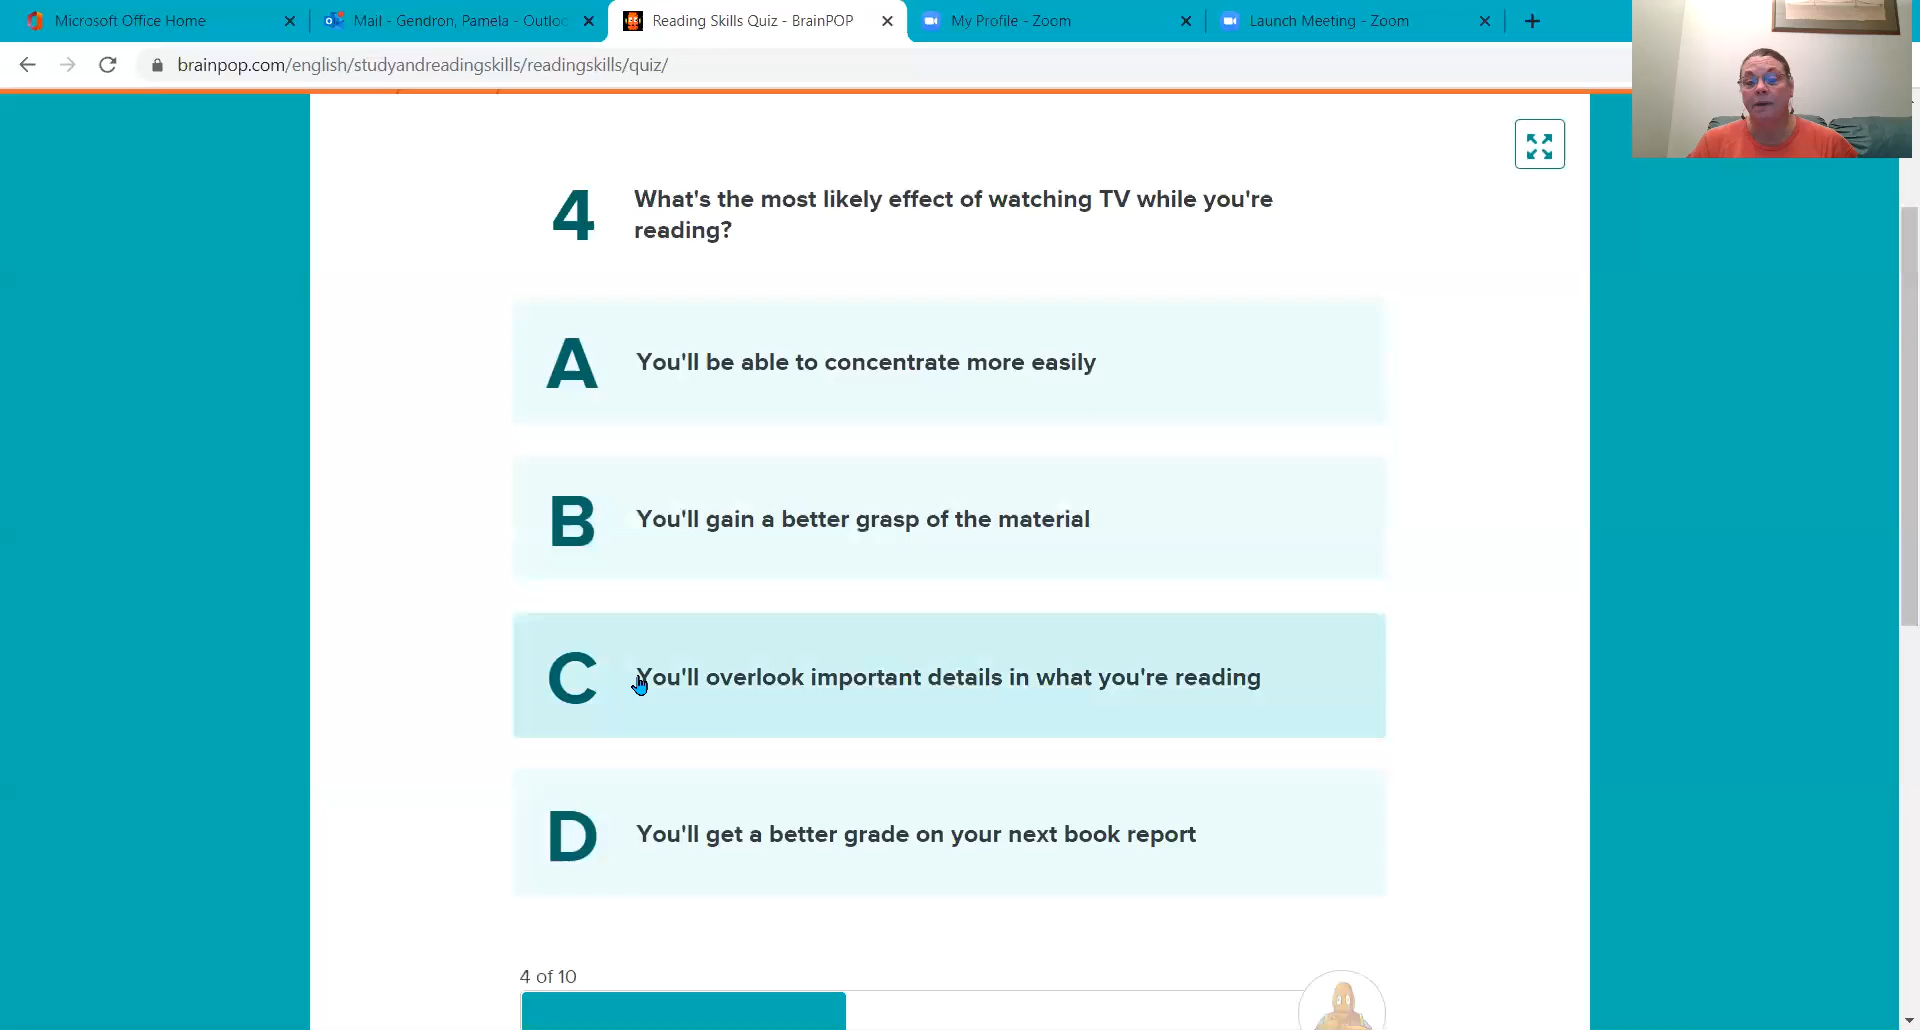 Microsoft Office Home
Mail - Gendron, Pamela - Outloo
Reading Skills Quiz - BrainPOP
My Profile - Zoom
Launch Meeting - Zoom
brainpop.com/english/studyandreadingskills/readingskills/quiz/
4 What's the most likely effect of watching TV while you're
reading?
A You'll be able to concentrate more easily
B You'll gain a better grasp of the material
C You'll overlook important details in what you're reading
D You'll get a better grade on your next book report
4 of 10